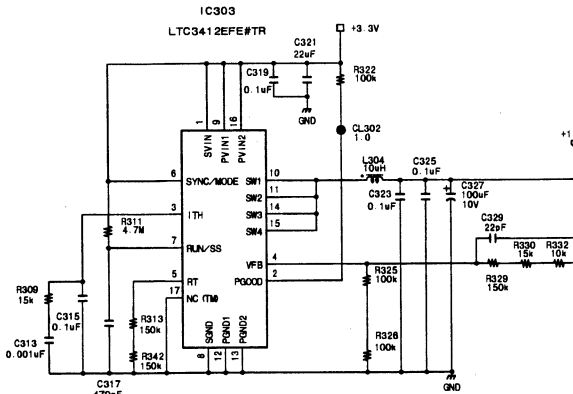 IC303
LTC3412EFE#TR
+3.3V
C321
22uF
C319
0.1uF
GND
R322
100k
CL302
1.0
1
9
16
SVIN
PVIN1
PVIN2
6
SYNC/MODE
3
ITH
7
RUN/SS
5
RT
17
NC (TM)
SW1
10
SW2
11
SW3
14
SW4
15
VFB
4
PGOOD
2
SGND
PGND1
PGND2
8
12
13
R311
4.7M
R309
15k
C315
0.1uF
C313
0.001uF
R313
150k
R342
150k
C317
L304
10uH
C325
0.1uF
C323
0.1uF
C327
100uF
10V
+
C329
22pF
R330
15k
R332
10k
R329
150k
R325
100k
R326
100k
GND
+1